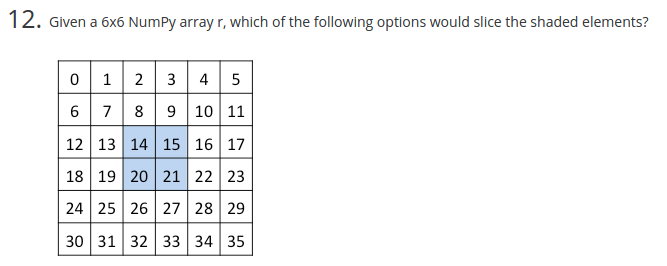 12. Given a 6x6 NumPy array r, which of the following options would slice the shaded elements?
0 1 2 3 4 5
6 7 8 9 10 11
12 13 14 15 16 17
18 19 20 21 22 23
24 25 26 27 28 29
30 31 32 33 34 35